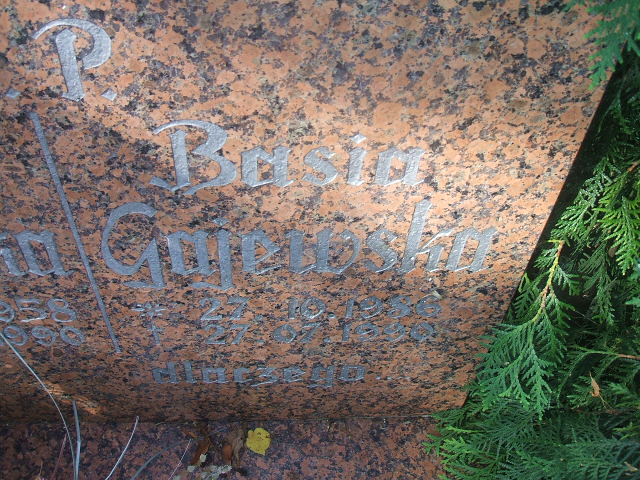 . P.
Basia
Gajewska
* 27. 10. 1956
† 27. 07. 1990
dlaczego